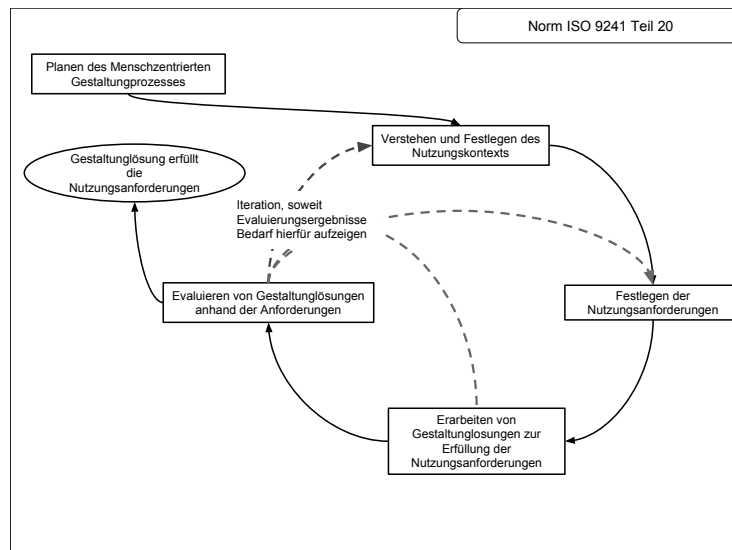 Norm ISO 9241 Teil 20
Planen des Menschzentrierten
Gestaltungprozesses
Verstehen und Festlegen des
Nutzungskontexts
Gestaltunglösung erfüllt
die
Nutzungsanforderungen
Iteration, soweit
Evaluierungsergebnisse
Bedarf hierfür aufzeigen
Evaluieren von Gestaltunglösungen
anhand der Anforderungen
Festlegen der
Nutzungsanforderungen
Erarbeiten von
Gestaltunglosungen zur
Erfüllung der
Nutzungsanforderungen